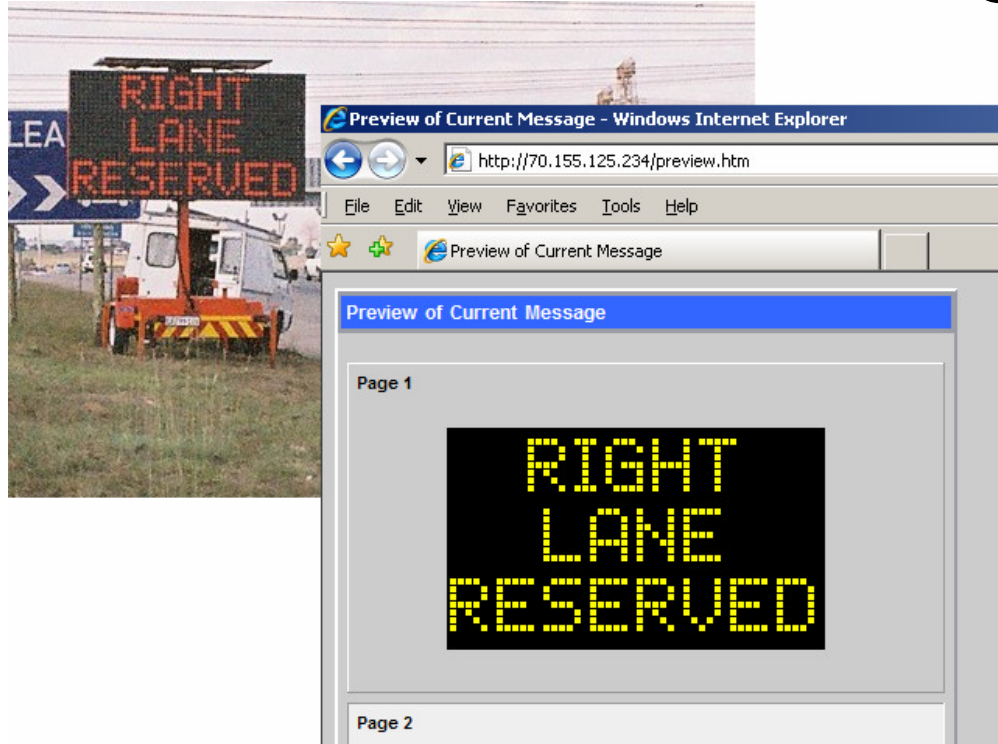 RIGHT
LANE
RESERVED
LEA
Preview of Current Message - Windows Internet Explorer
http://70.155.125.234/preview.htm
File Edit View Favorites Tools Help
Preview of Current Message
Preview of Current Message
Page 1
RIGHT
LANE
RESERVED
Page 2